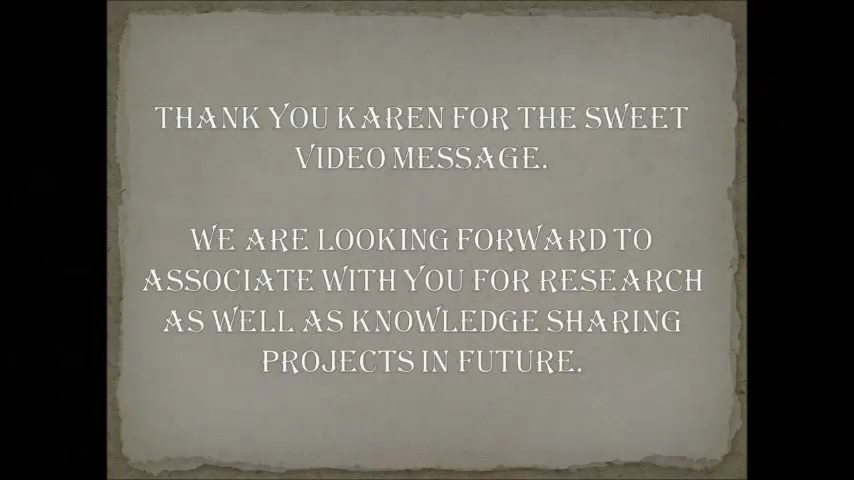 THANK YOU KAREN FOR THE SWEET
VIDEO MESSAGE.
WE ARE LOOKING FORWARD TO
ASSOCIATE WITH YOU FOR RESEARCH
AS WELL AS KNOWLEDGE SHARING
PROJECTS IN FUTURE.